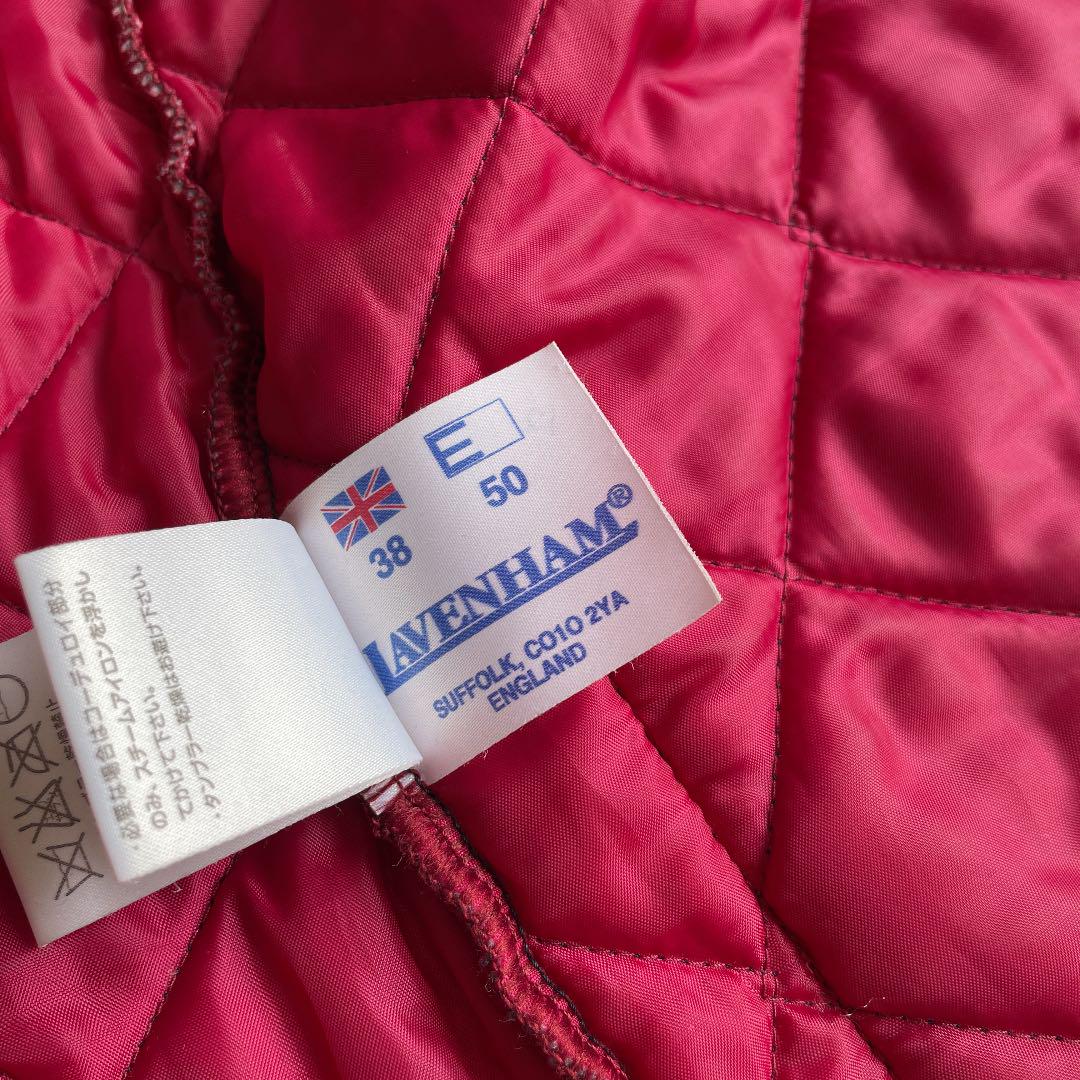 E
50
38
LAVENHAM®
SUFFOLK, CO10 2YA
ENGLAND
・必要な場合はコーデュロイ部分
のみ、スチームアイロンを浮かし
てかけて下さい。
・タンブラー乾燥はお避け下さい。